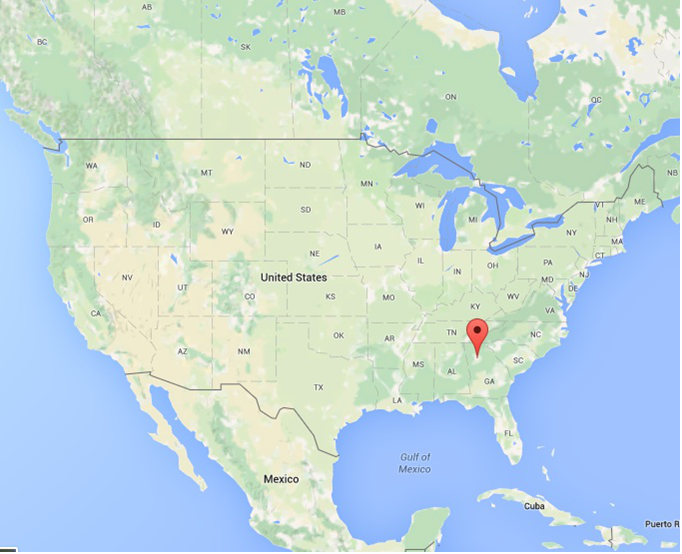 AB
MB
BC
SK
ON
QC
NB
WA
MT
ND
MN
ME
OR
ID
SD
WI
MI
VT
NH
WY
NY
MA
IA
CT
NE
IL
IN
OH
PA
NJ
NV
UT
United States
CO
KS
MO
WV
MD
DE
KY
VA
CA
OK
AR
TN
NC
AZ
NM
MS
AL
SC
GA
TX
LA
FL
Gulf of
Mexico
Mexico
Cuba
Puerto R